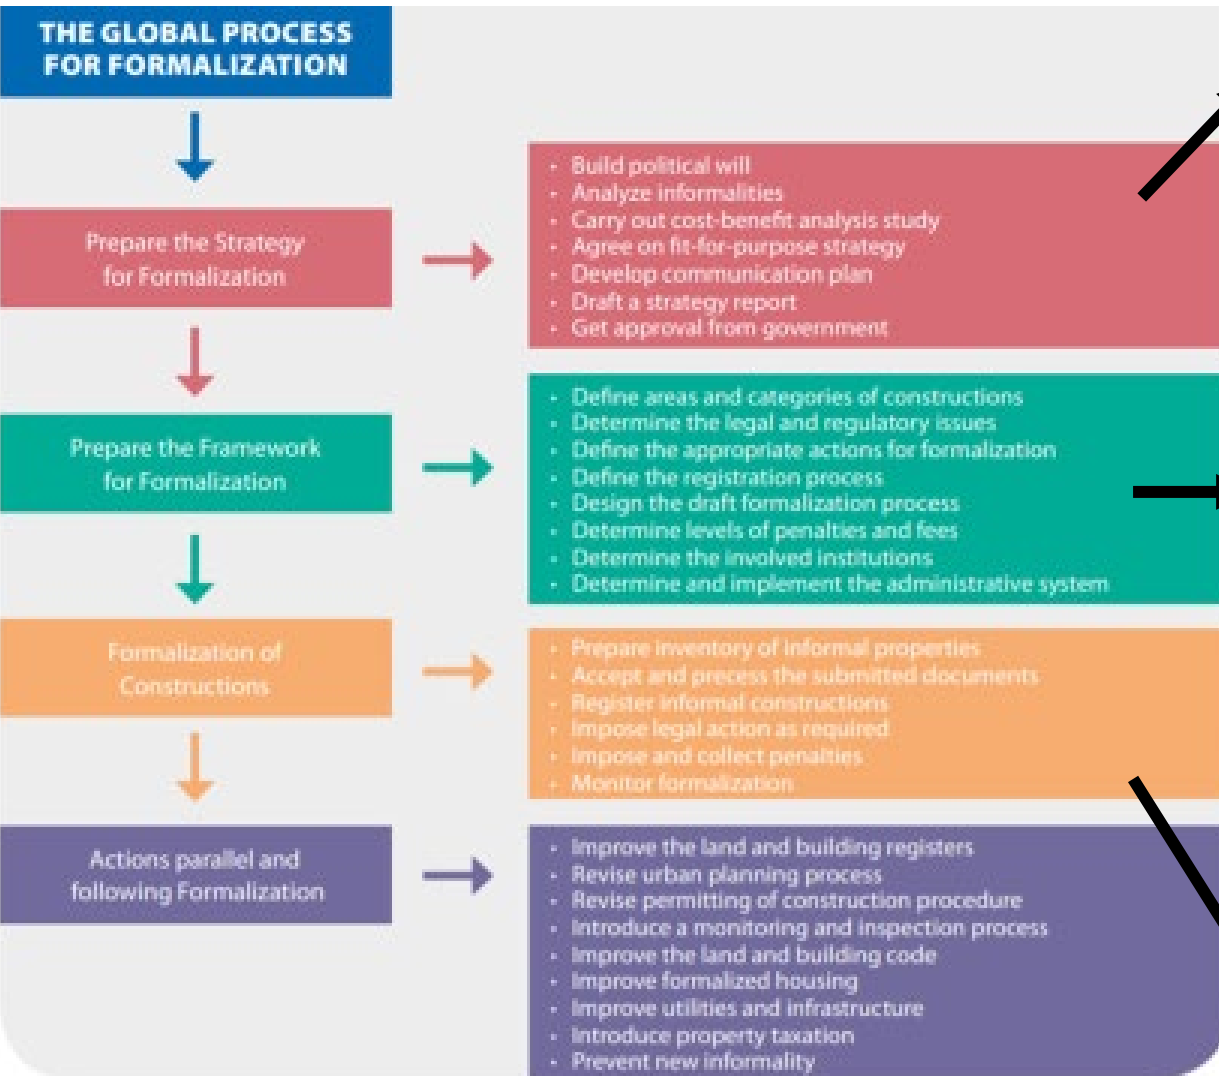 THE GLOBAL PROCESS
FOR FORMALIZATION
Prepare the Strategy
for Formalization
• Build political will
• Analyze informalities
• Carry out cost-benefit analysis study
• Agree on fit-for-purpose strategy
• Develop communication plan
• Draft a strategy report
• Get approval from government
Prepare the Framework
for Formalization
• Define areas and categories of constructions
• Determine the legal and regulatory issues
• Define the appropriate actions for formalization
• Define the registration process
• Design the draft formalization process
• Determine levels of penalties and fees
• Determine the involved institutions
• Determine and implement the administrative system
Formalization of
Constructions
• Prepare inventory of informal properties
• Accept and precess the submitted documents
• Register informal constructions
• Impose legal action as required
• Impose and collect penalties
• Monitor formalization
Actions parallel and
following Formalization
• Improve the land and building registers
• Revise urban planning process
• Revise permitting of construction procedure
• Introduce a monitoring and inspection process
• Improve the land and building code
• Improve formalized housing
• Improve utilities and infrastructure
• Introduce property taxation
• Prevent new informality